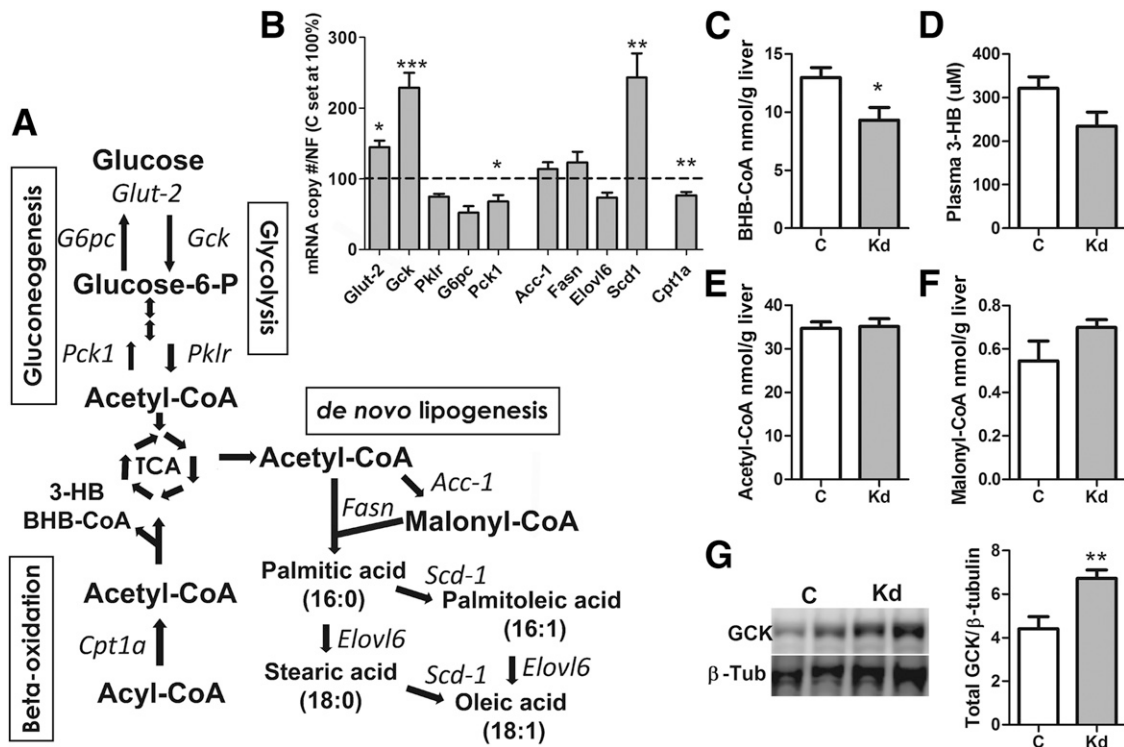 A
Glucose
Glut-2
G6pc
Gck
Glucose-6-P
Pck1
Pklr
Acetyl-CoA
TCA
3-HB
BHB-CoA
Acetyl-CoA
Cpt1a
Acyl-CoA
Gluconeogenesis
Glycolysis
Beta-oxidation
de novo lipogenesis
Acetyl-CoA
Acc-1
Fasn
Malonyl-CoA
Palmitic acid
(16:0)
Scd-1
Palmitoleic acid
(16:1)
Elovl6
Elovl6
Stearic acid
(18:0)
Scd-1
Oleic acid
(18:1)
B
mRNA copy #/NF (C set at 100%)
300
200
100
0
*
***
*
**
**
Glut-2
Gck
Pklr
G6pc
Pck1
Acc-1
Fasn
Elovl6
Scd1
Cpt1a
C
BHB-CoA nmol/g liver
15
10
5
0
*
C
Kd
D
Plasma 3-HB (uM)
400
300
200
100
0
C
Kd
E
Acetyl-CoA nmol/g liver
40
30
20
10
0
C
Kd
F
Malonyl-CoA nmol/g liver
0.8
0.6
0.4
0.2
0.0
C
Kd
G
C
Kd
GCK
β-Tub
Total GCK/β-tubulin
8
6
4
2
0
**
C
Kd